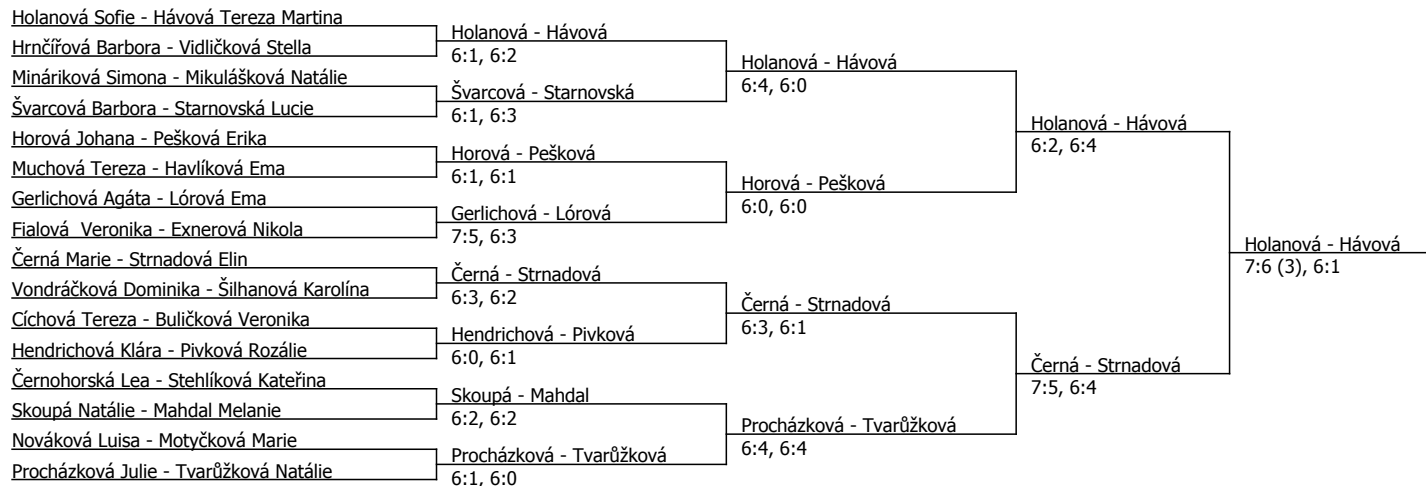 Holanová Sofie - Hávová Tereza Martina
Hrnčířová Barbora - Vidličková Stella
Mináriková Simona - Mikulášková Natálie
Švarcová Barbora - Starnovská Lucie
Horová Johana - Pešková Erika
Muchová Tereza - Havlíková Ema
Gerlichová Agáta - Lórová Ema
Fialová  Veronika - Exnerová Nikola
Černá Marie - Strnadová Elin
Vondráčková Dominika - Šilhanová Karolína
Cíchová Tereza - Buličková Veronika
Hendrichová Klára - Pivková Rozálie
Černohorská Lea - Stehlíková Kateřina
Skoupá Natálie - Mahdal Melanie
Nováková Luisa - Motyčková Marie
Procházková Julie - Tvarůžková Natálie
Holanová - Hávová
6:1, 6:2
Švarcová - Starnovská
6:1, 6:3
Horová - Pešková
6:1, 6:1
Gerlichová - Lórová
7:5, 6:3
Černá - Strnadová
6:3, 6:2
Hendrichová - Pivková
6:0, 6:1
Skoupá - Mahdal
6:2, 6:2
Procházková - Tvarůžková
6:1, 6:0
Holanová - Hávová
6:4, 6:0
Horová - Pešková
6:0, 6:0
Černá - Strnadová
6:3, 6:1
Procházková - Tvarůžková
6:4, 6:4
Holanová - Hávová
6:2, 6:4
Černá - Strnadová
7:5, 6:4
Holanová - Hávová
7:6 (3), 6:1